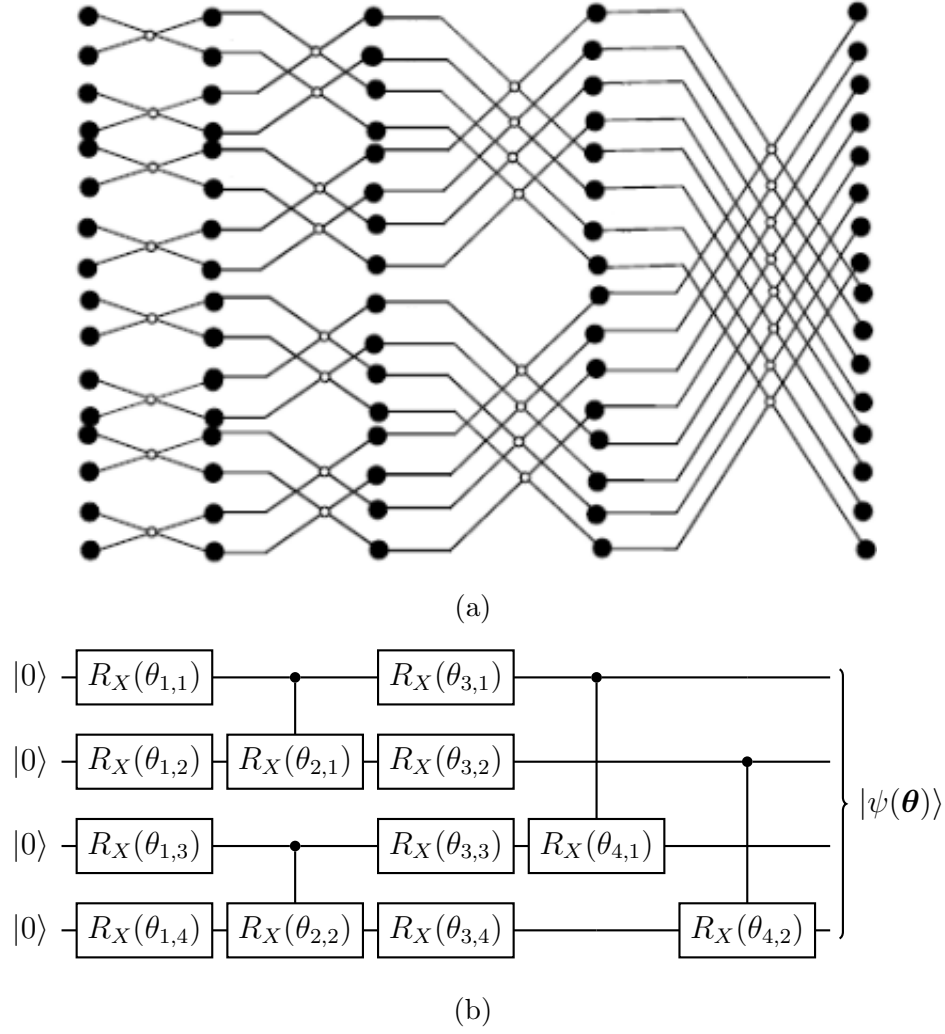 (a)
|0⟩ R_X(θ_{1,1}) R_X(θ_{3,1})
|0⟩ R_X(θ_{1,2}) R_X(θ_{2,1}) R_X(θ_{3,2})
|ψ(𝜽)⟩
|0⟩ R_X(θ_{1,3}) R_X(θ_{3,3}) R_X(θ_{4,1})
|0⟩ R_X(θ_{1,4}) R_X(θ_{2,2}) R_X(θ_{3,4}) R_X(θ_{4,2})
(b)